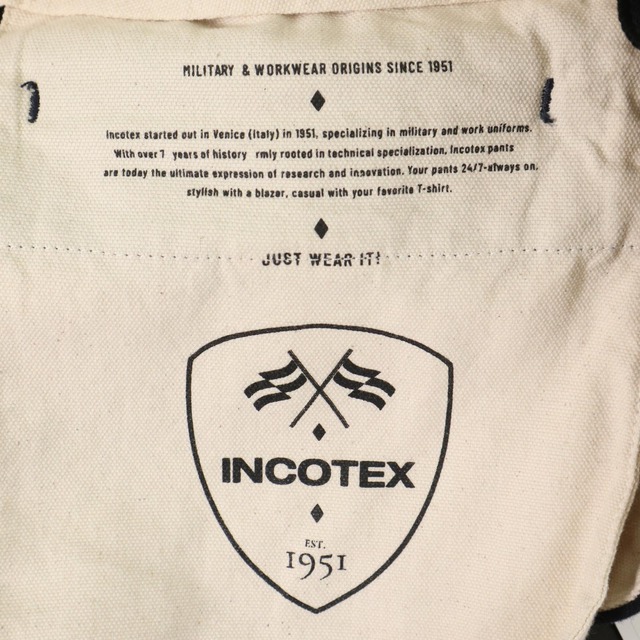 MILITARY & WORKWEAR ORIGINS SINCE 1951
Incotex started out in Venice (Italy) in 1951, specializing in military and work uniforms.
With over 7 years of history rmly rooted in technical specialization, Incotex pants
are today the ultimate expression of research and innovation. Your pants 24/7-always on,
stylish with a blazer, casual with your favorite T-shirt.
JUST WEAR IT!
INCOTEX
EST.
1951